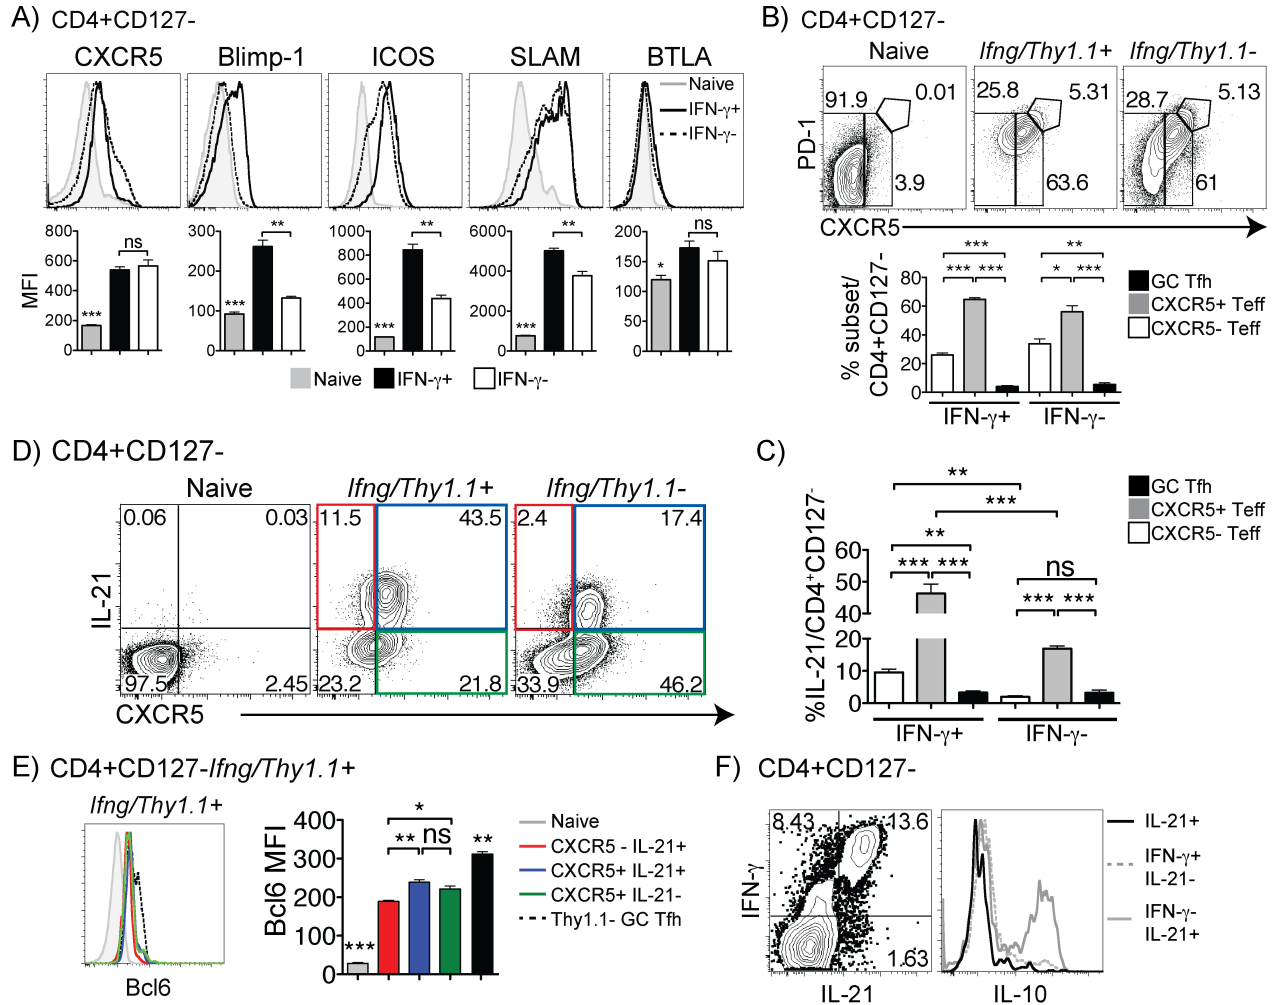 A) CD4+CD127-
CXCR5 Blimp-1 ICOS SLAM BTLA
Naive
IFN-γ+
IFN-γ-
MFI
800
600
400
200
0
***
ns
300
200
100
0
***
**
1000
800
600
400
200
0
***
**
6000
4000
2000
0
***
**
200
150
100
50
0
*
ns
Naive IFN-γ+ IFN-γ-
B) CD4+CD127-
Naive Ifng/Thy1.1+ Ifng/Thy1.1-
91.9 0.01 25.8 5.31 28.7 5.13
3.9 63.6 61
PD-1
CXCR5
% subset/
CD4+CD127-
80
60
40
20
0
*** **
*** *** * ***
IFN-γ+ IFN-γ-
GC Tfh
CXCR5+ Teff
CXCR5- Teff
D) CD4+CD127-
Naive Ifng/Thy1.1+ Ifng/Thy1.1-
0.06 0.03 11.5 43.5 2.4 17.4
97.5 2.45 23.2 21.8 33.9 46.2
IL-21
CXCR5
C)
GC Tfh
CXCR5+ Teff
CXCR5- Teff
%IL-21/CD4+CD127-
60
50
40
20
10
0
**
***
** ns
*** *** *** ***
IFN-γ+ IFN-γ-
E) CD4+CD127-Ifng/Thy1.1+
Ifng/Thy1.1+
Bcl6
Bcl6 MFI
400
300
200
100
0
*
** ns **
***
Naive
CXCR5 - IL-21+
CXCR5+ IL-21+
CXCR5+ IL-21-
Thy1.1- GC Tfh
F) CD4+CD127-
8.43 13.6
1.63
IFN-γ
IL-21
IL-10
IL-21+
IFN-γ+
IL-21-
IFN-γ-
IL-21+